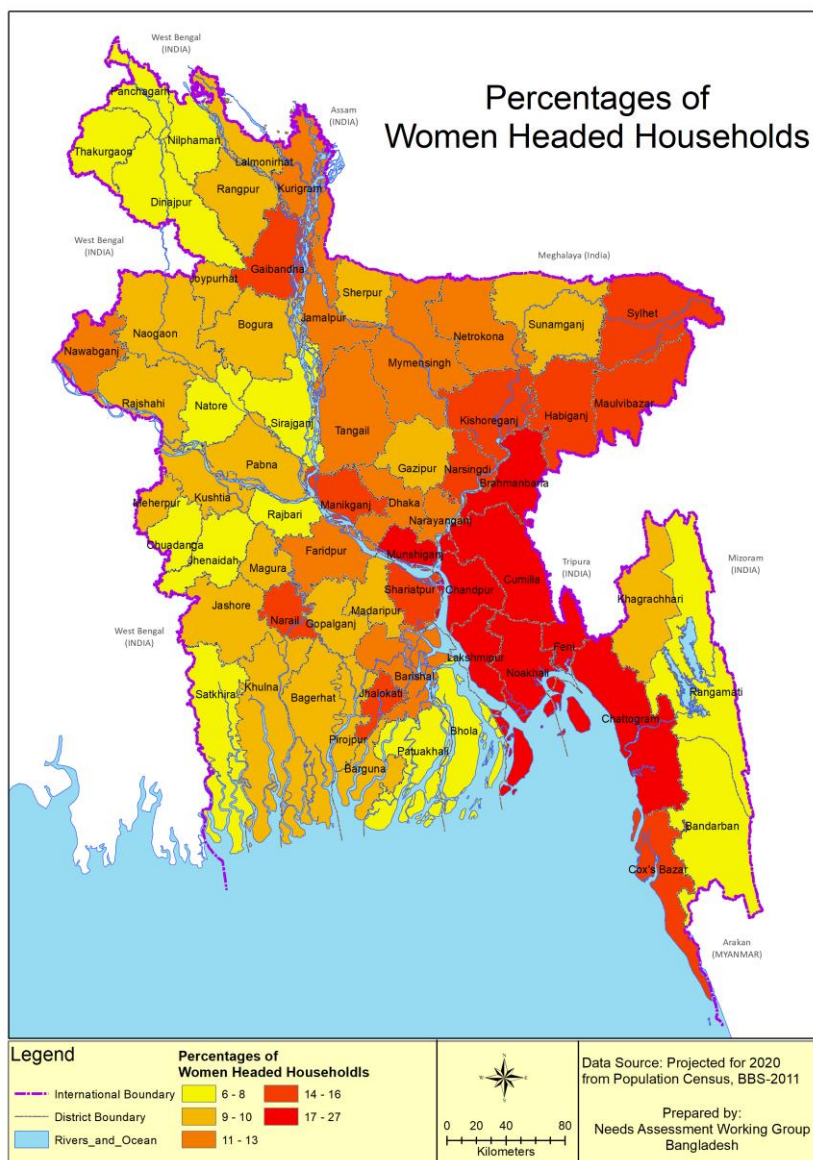 Percentages of
Women Headed Households
West Bengal
(INDIA)
Assam
(INDIA)
Panchagarh
Nilphamari
Thakurgaon
Lalmonirhat
Kurigram
Rangpur
Dinajpur
West Bengal
(INDIA)
Meghalaya (India)
Gaibandha
Joypurhat
Sherpur
Sylhet
Jamalpur
Bogura
Sunamganj
Naogaon
Netrokona
Nawabganj
Mymensingh
Maulvibazar
Rajshahi
Natore
Kishoreganj
Habiganj
Sirajganj
Tangail
Gazipur
Pabna
Narsingdi
Brahmanbaria
Kushtia
Meherpur
Manikganj
Dhaka
Rajbari
Narayanganj
Chuadanga
Jhenaidah
Faridpur
Munshiganj
Tripura
(INDIA)
Mizoram
(INDIA)
Magura
Cumilla
Shariatpur
Chandpur
Khagrachhari
Jashore
Narail
Madaripur
Gopalganj
West Bengal
(INDIA)
Lakshmipur
Feni
Noakhali
Barishal
Khulna
Satkhira
Rangamati
Jhalokati
Bagerhat
Chattogram
Bhola
Pirojpur
Patuakhali
Barguna
Bandarban
Cox's Bazar
Arakan
(MYANMAR)
Legend
International Boundary
District Boundary
Rivers_and_Ocean
Percentages of
Women Headed Householdls
6 - 8
9 - 10
11 - 13
14 - 16
17 - 27
N
W
E
S
0 20 40 60 80
Kilometers
Data Source: Projected for 2020
from Population Census, BBS-2011
Prepared by:
Needs Assessment Working Group
Bangladesh